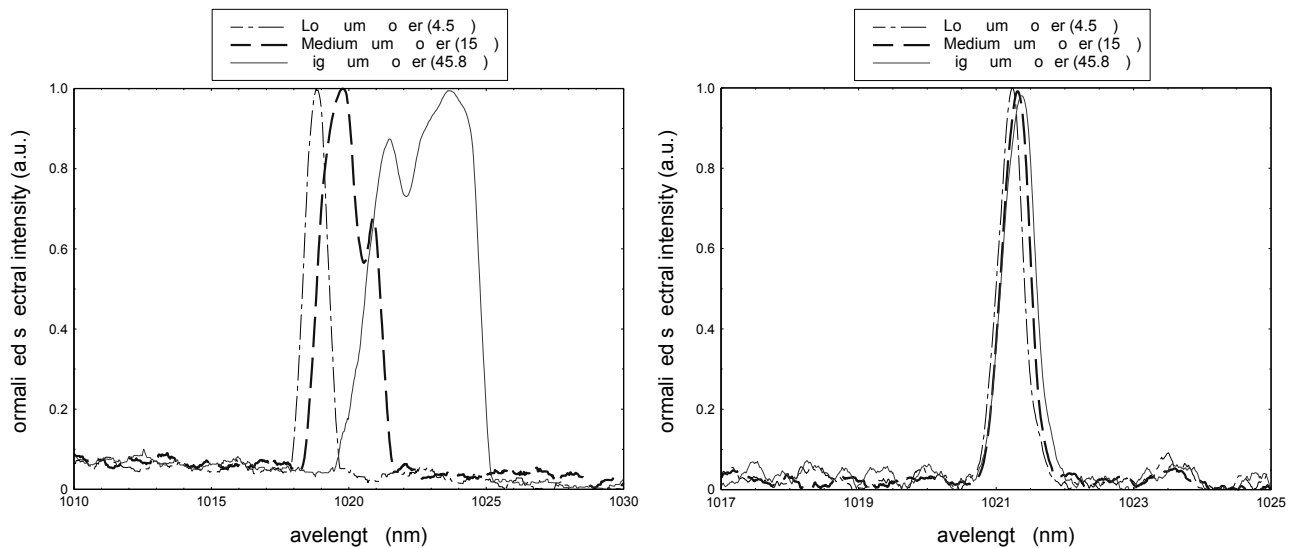 Lo um o er (4.5 )
Medium um o er (15 )
ig um o er (45.8 )
1.0
0.8
0.6
0.4
0.2
0
ormali ed s ectral intensity (a.u.)
1010 1015 1020 1025 1030
avelengt (nm)
Lo um o er (4.5 )
Medium um o er (15 )
ig um o er (45.8 )
1.0
0.8
0.6
0.4
0.2
0
ormali ed s ectral intensity (a.u.)
1017 1019 1021 1023 1025
avelengt (nm)